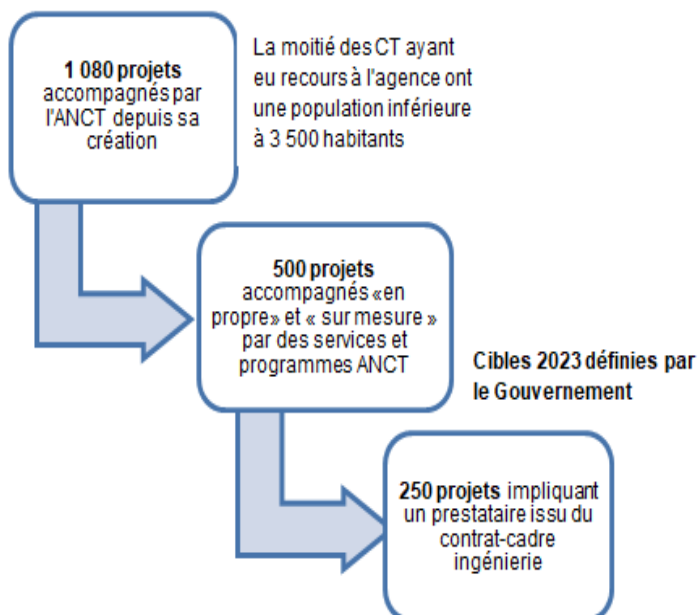 1 080 projets
accompagnés par
l'ANCT depuis sa
création
La moitié des CT ayant
eu recours à l'agence ont
une population inférieure
à 3 500 habitants
500 projets
accompagnés «en
propre» et « sur mesure »
par des services et
programmes ANCT
Cibles 2023 définies par
le Gouvernement
250 projets impliquant
un prestataire issu du
contrat-cadre
ingénierie